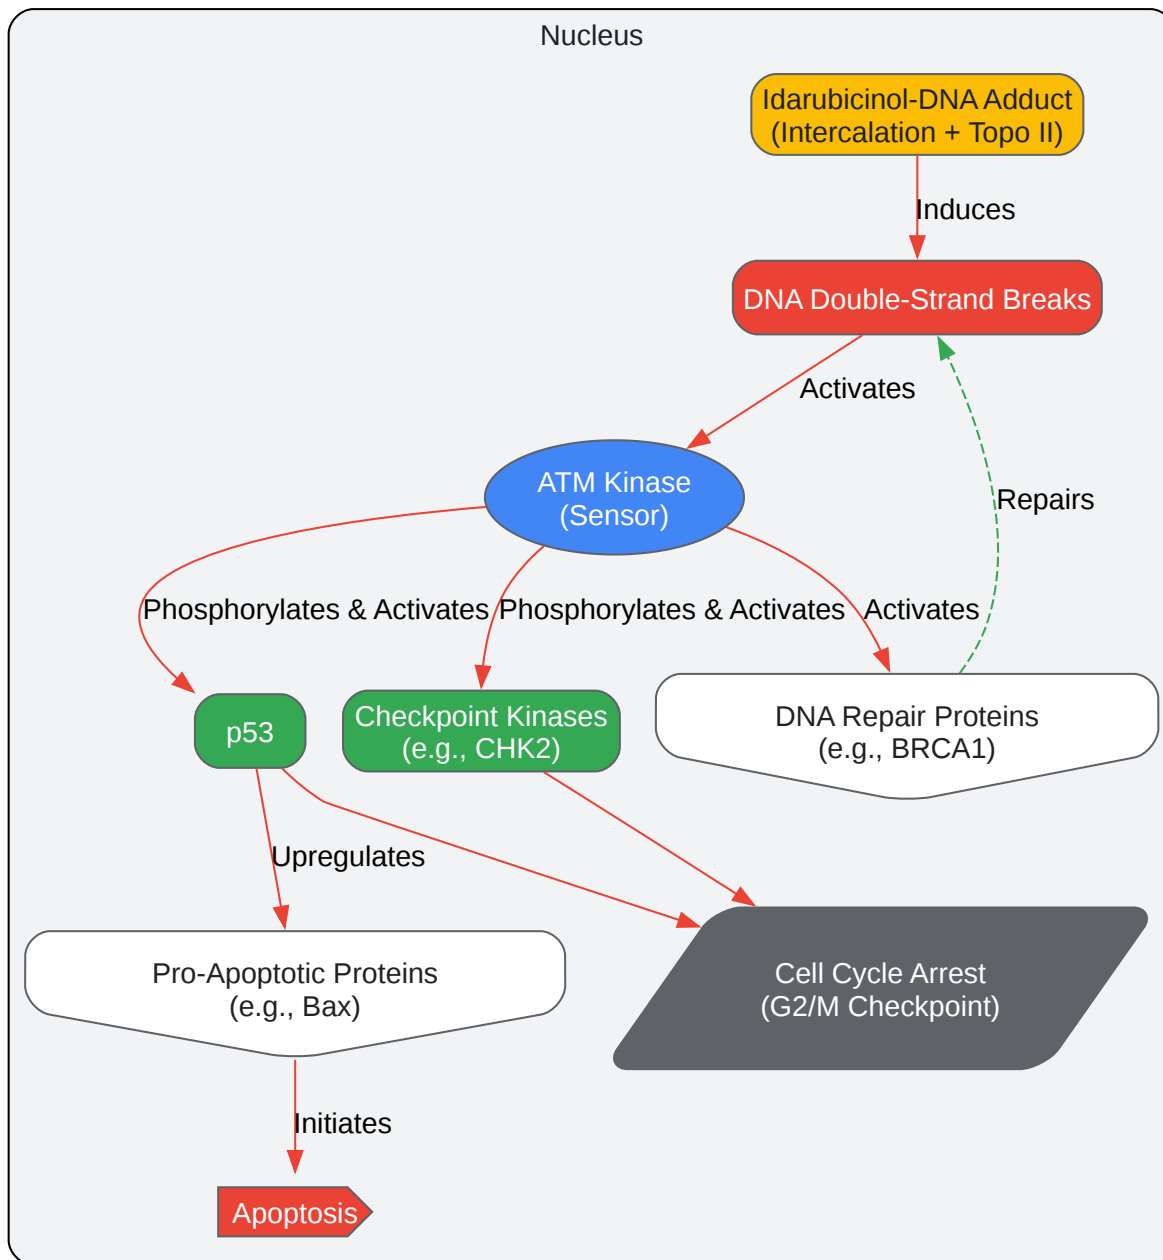 Nucleus
Idarubicinol-DNA Adduct
(Intercalation + Topo II)
Induces
DNA Double-Strand Breaks
Activates
ATM Kinase
(Sensor)
Repairs
Phosphorylates & Activates
Phosphorylates & Activates
Activates
p53
Checkpoint Kinases
(e.g., CHK2)
DNA Repair Proteins
(e.g., BRCA1)
Upregulates
Pro-Apoptotic Proteins
(e.g., Bax)
Cell Cycle Arrest
(G2/M Checkpoint)
Initiates
Apoptosis